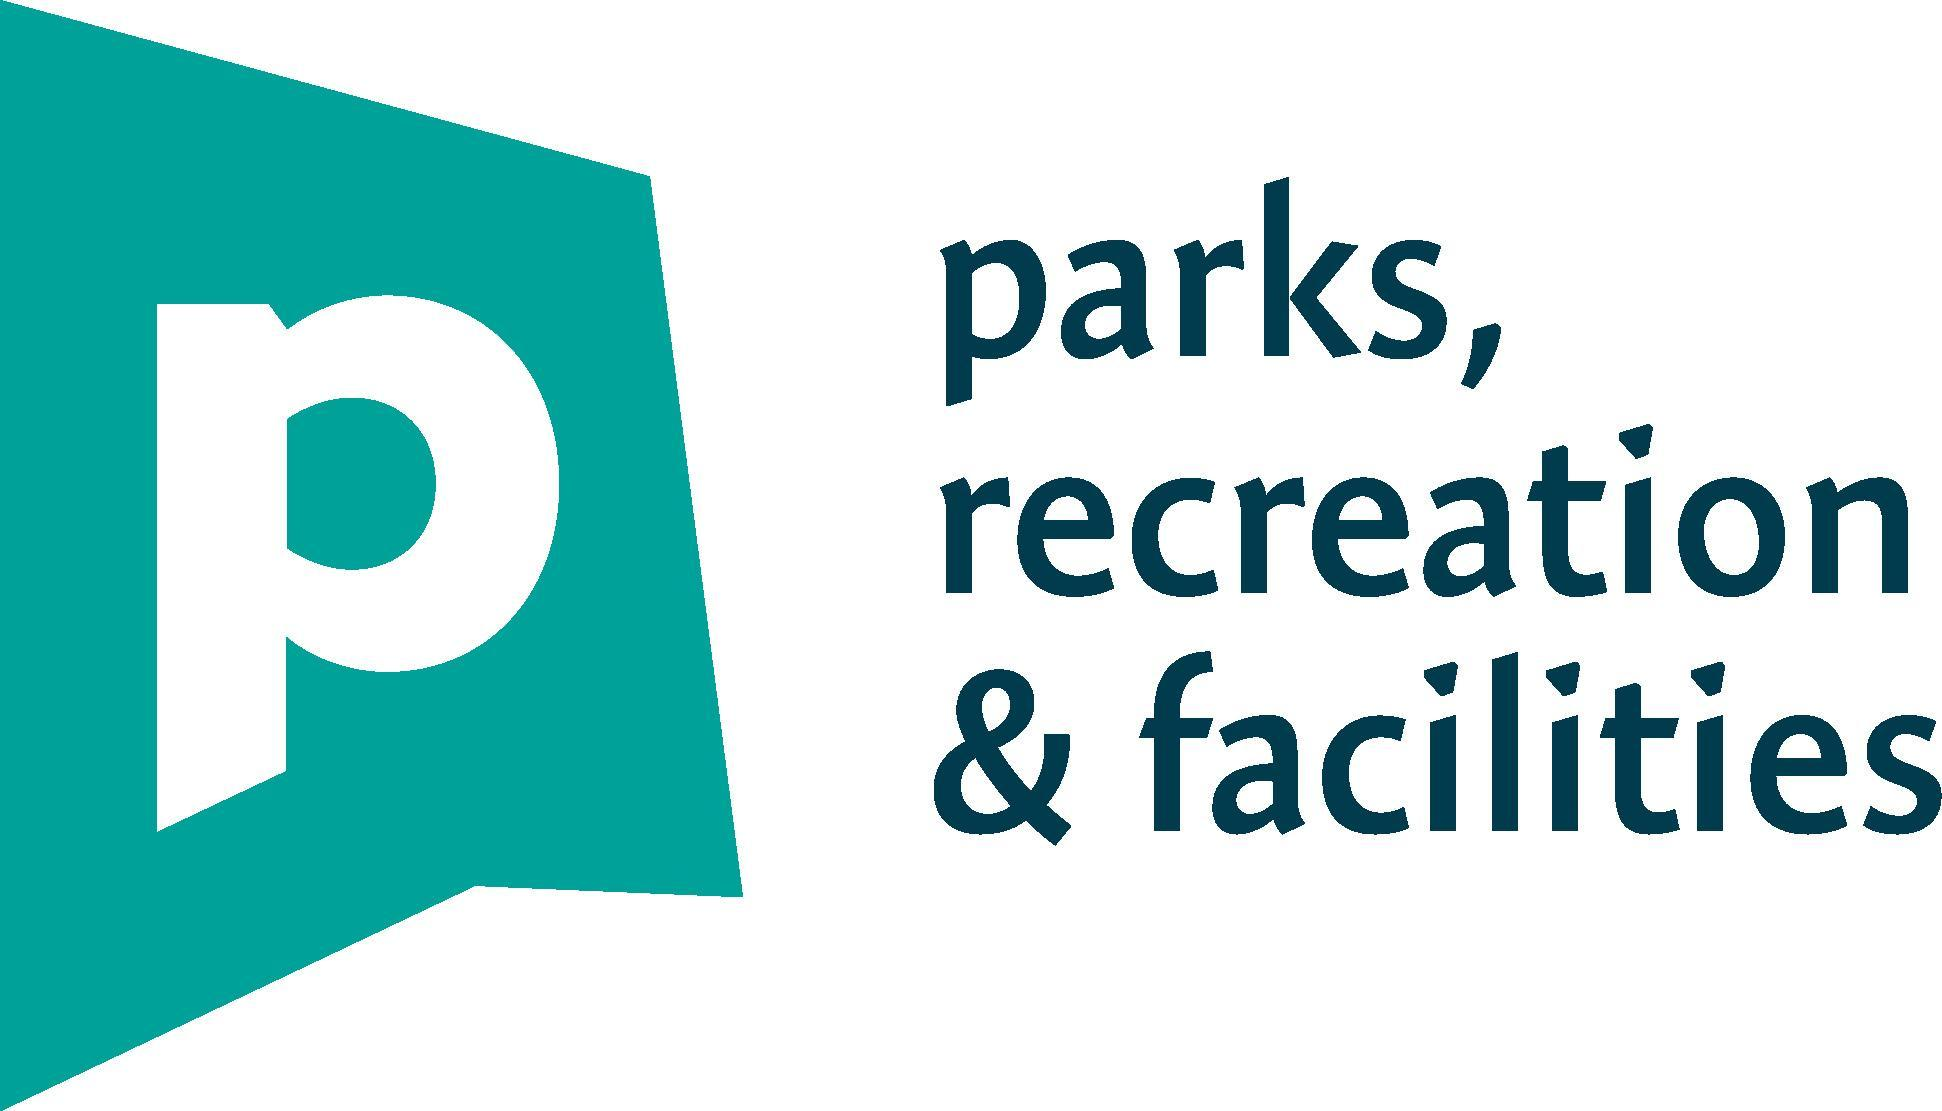 p
parks,
recreation
& facilities